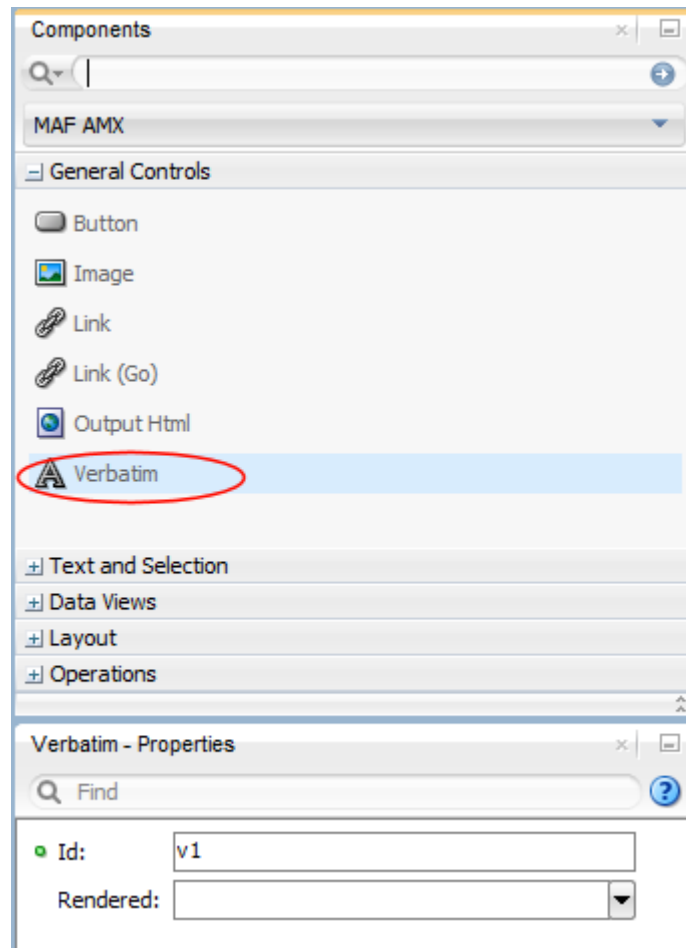 Components
MAF AMX
General Controls
Button
Image
Link
Link (Go)
Output Html
Verbatim
Text and Selection
Data Views
Layout
Operations
Verbatim - Properties
Find
Id: v1
Rendered: